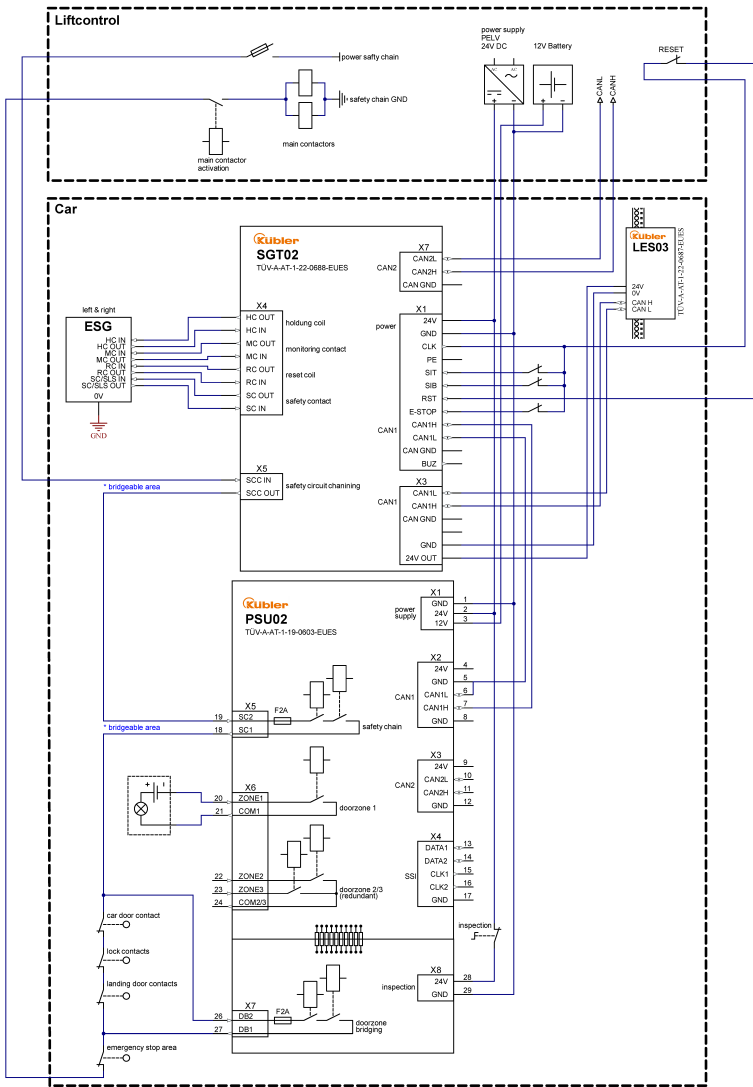 Liftcontrol
power supply
PELV
24V DC
12V Battery
RESET
power safty chain
AC
AC
CANL
CANH
+
−
+
−
safety chain GND
main contactors
main contactor
activation
Car
Kübler
SGT02
TÜV-A-AT-1-22-0688-EUES
X7
CAN2
CAN2L
CAN2H
CAN GND
Kübler
LES03
TÜV-A-AT-1-22-0687-EUES
24V
0V
CAN H
CAN L
left & right
ESG
HC IN
HC OUT
MC IN
MC OUT
RC IN
RC OUT
SC/SLS IN
SC/SLS OUT
0V
GND
X4
HC OUT
HC IN
MC OUT
MC IN
RC OUT
RC IN
SC OUT
SC IN
holdung coil
monitoring contact
reset coil
safety contact
X1
power
24V
GND
CLK
PE
SIT
SIB
RST
E-STOP
CAN1
CAN1H
CAN1L
CAN GND
BUZ
X5
SCC IN
SCC OUT
safety circuit chanining
* bridgeable area
X3
CAN1
CAN1L
CAN1H
CAN GND
GND
24V OUT
Kübler
PSU02
TÜV-A-AT-1-19-0603-EUES
X1
power
supply
GND 1
24V 2
12V 3
X2
CAN1
24V 4
GND 5
CAN1L 6
CAN1H 7
GND 8
X5
19 SC2
18 SC1
F2A
safety chain
* bridgeable area
X3
CAN2
24V 9
CAN2L 10
CAN2H 11
GND 12
+ -
X6
20 ZONE1
21 COM1
doorzone 1
X4
SSI
DATA1 13
DATA2 14
CLK1 15
CLK2 16
GND 17
22 ZONE2
23 ZONE3
24 COM2/3
doorzone 2/3
(redundant)
car door contact
lock contacts
landing door contacts
emergency stop area
inspection
X8
inspection
24V 28
GND 29
X7
26 DB2
27 DB1
F2A
doorzone
bridging